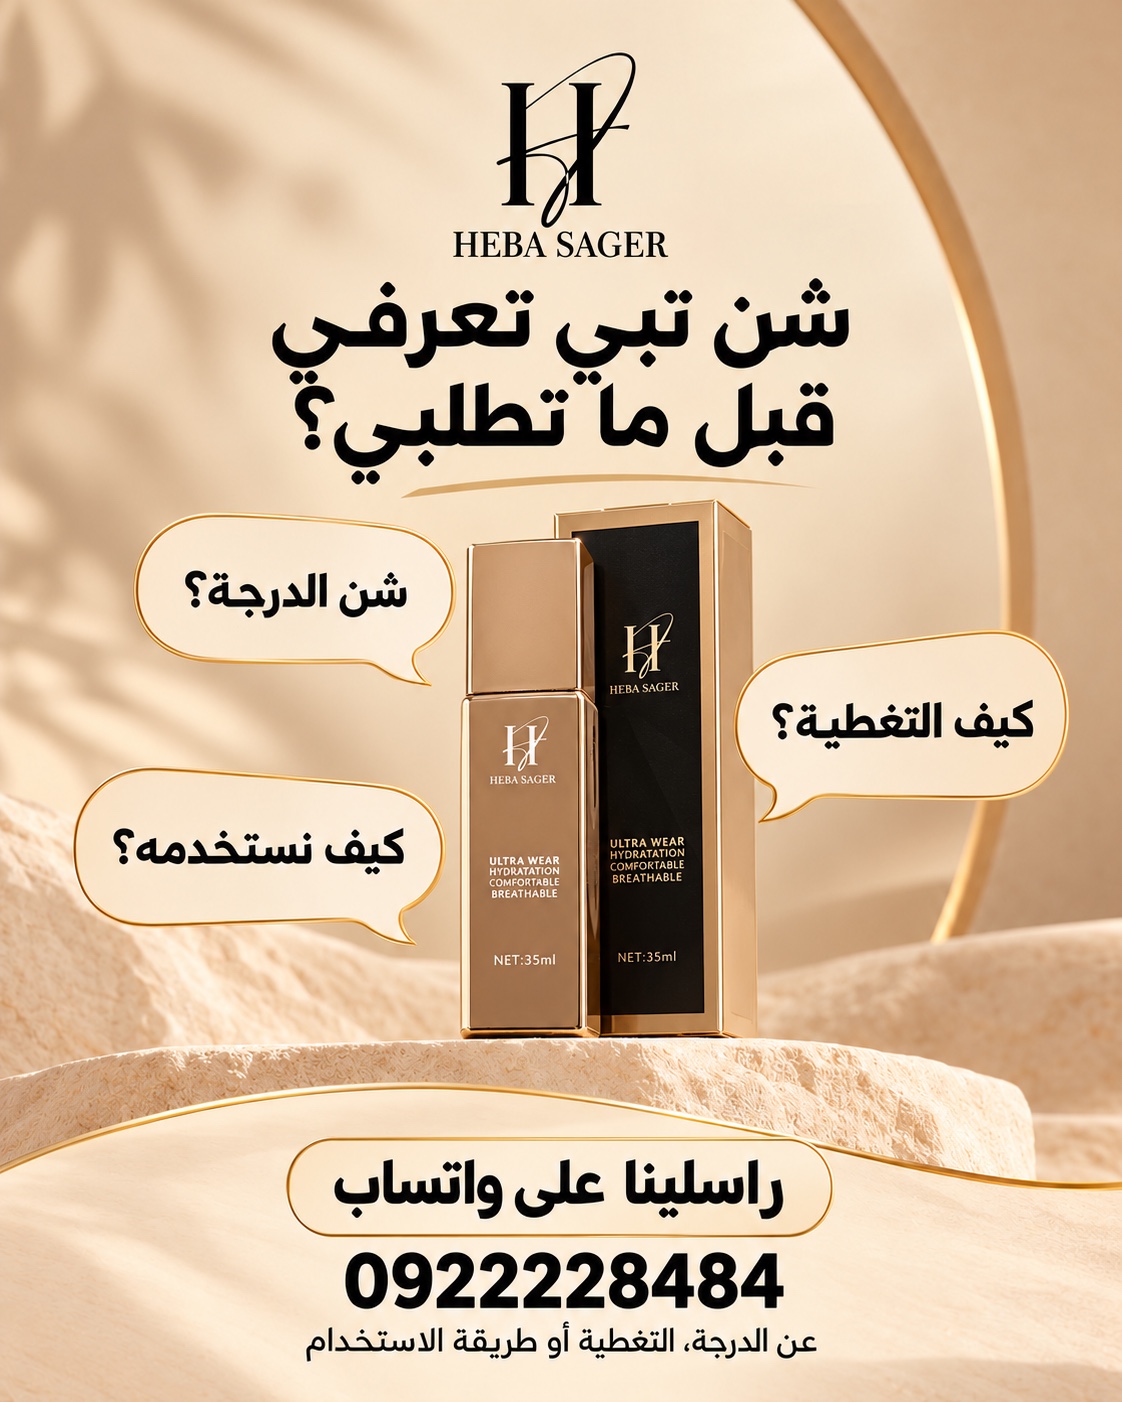 HEBA SAGER
شن تبي تعرفي
قبل ما تطلبي؟
شن الدرجة؟
كيف التغطية؟
كيف نستخدمه؟
HEBA SAGER
ULTRA WEAR
HYDRATATION
COMFORTABLE
BREATHABLE
NET:35ml
HEBA SAGER
ULTRA WEAR
HYDRATATION
COMFORTABLE
BREATHABLE
NET:35ml
راسلينا على واتساب
0922228484
عن الدرجة، التغطية أو طريقة الاستخدام